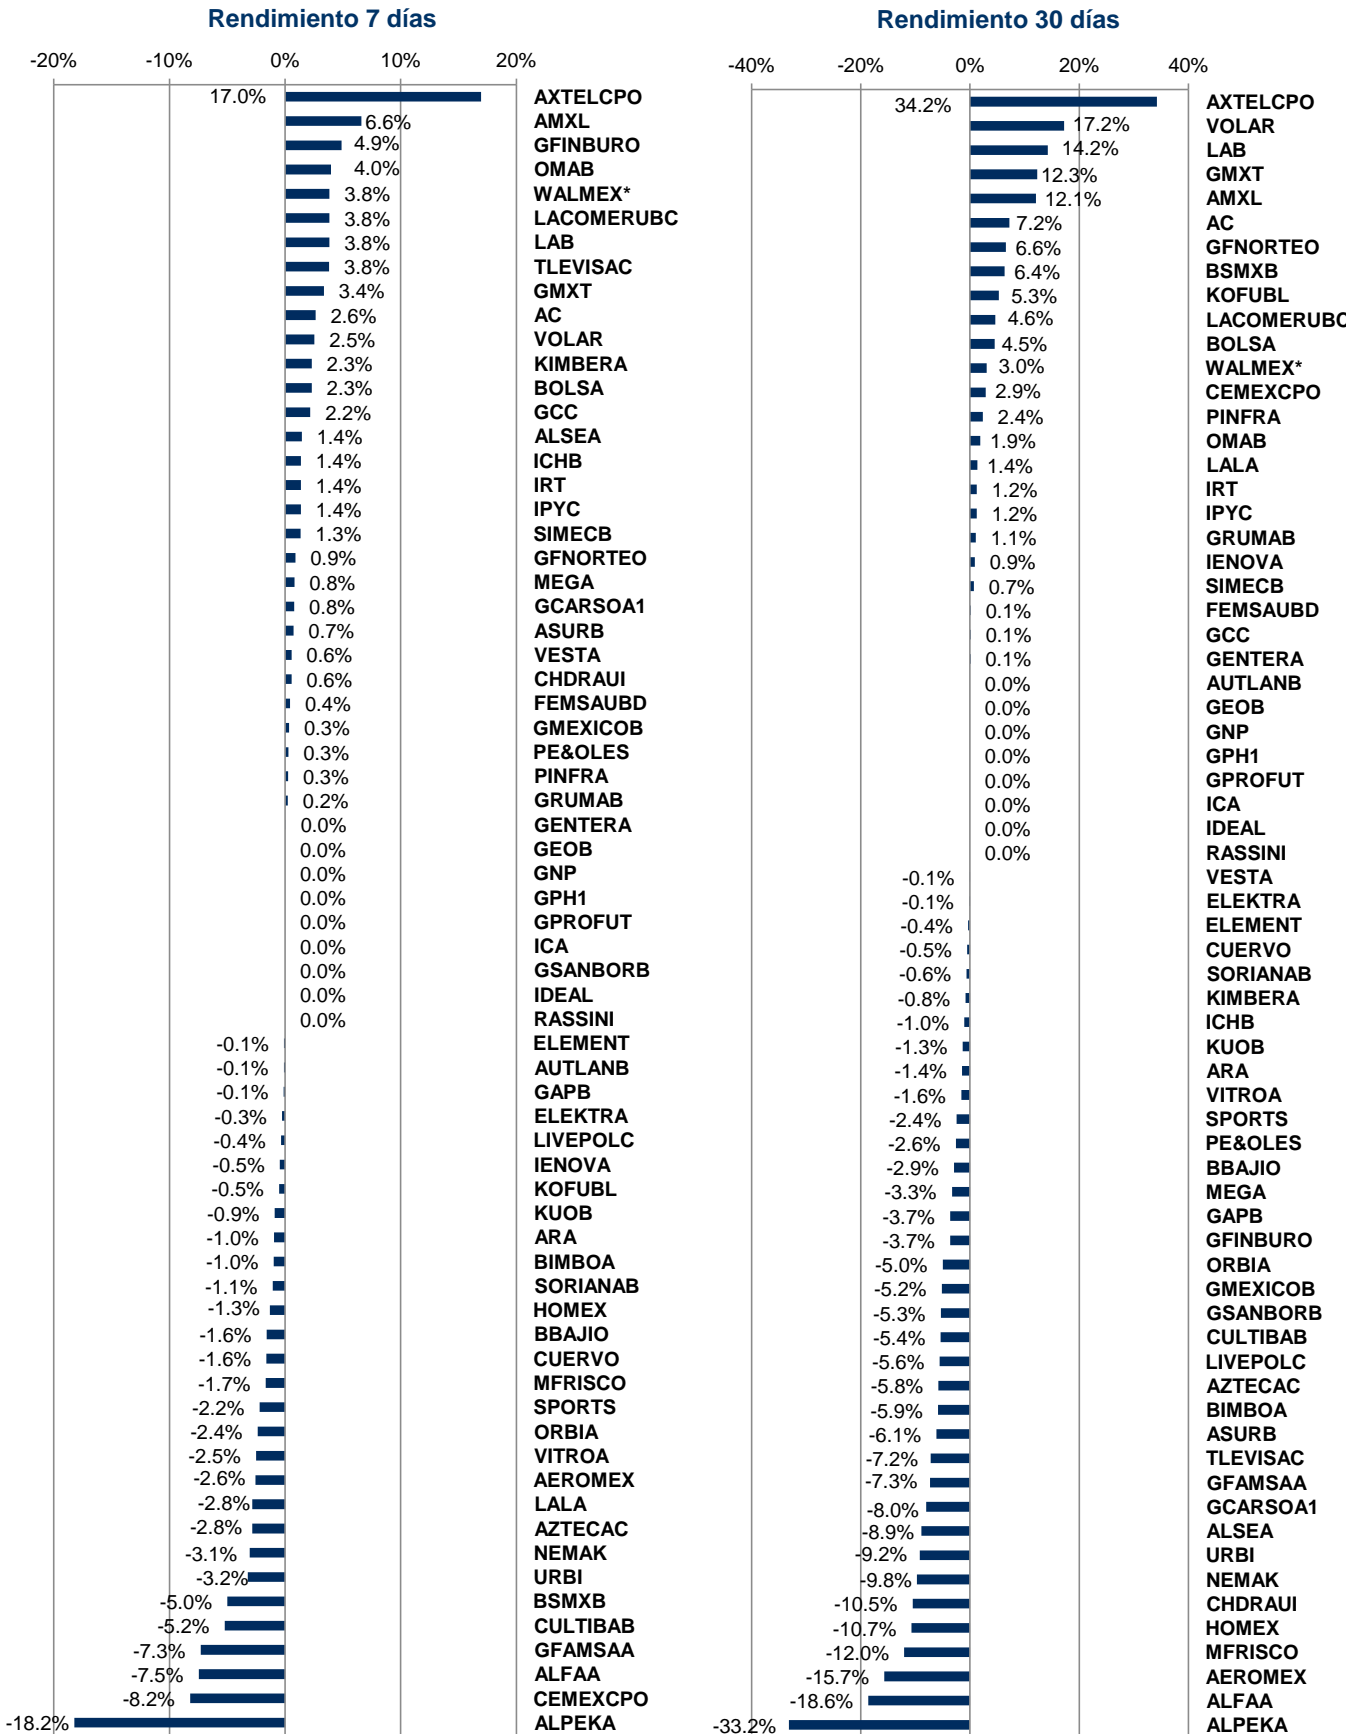 Rendimiento 7 días
-20% -10% 0% 10% 20%
17.0% AXTELCPO
6.6% AMXL
4.9% GFINBURO
4.0% OMAB
3.8% WALMEX*
3.8% LACOMERUBC
3.8% LAB
3.8% TLEVISAC
3.4% GMXT
2.6% AC
2.5% VOLAR
2.3% KIMBERA
2.3% BOLSA
2.2% GCC
1.4% ALSEA
1.4% ICHB
1.4% IRT
1.4% IPYC
1.3% SIMECB
0.9% GFNORTEO
0.8% MEGA
0.8% GCARSOA1
0.7% ASURB
0.6% VESTA
0.6% CHDRAUI
0.4% FEMSAUBD
0.3% GMEXICOB
0.3% PE&OLES
0.3% PINFRA
0.2% GRUMAB
0.0% GENTERA
0.0% GEOB
0.0% GNP
0.0% GPH1
0.0% GPROFUT
0.0% ICA
0.0% GSANBORB
0.0% IDEAL
0.0% RASSINI
-0.1% ELEMENT
-0.1% AUTLANB
-0.1% GAPB
-0.3% ELEKTRA
-0.4% LIVEPOLC
-0.5% IENOVA
-0.5% KOFUBL
-0.9% KUOB
-1.0% ARA
-1.0% BIMBOA
-1.1% SORIANAB
-1.3% HOMEX
-1.6% BBAJIO
-1.6% CUERVO
-1.7% MFRISCO
-2.2% SPORTS
-2.4% ORBIA
-2.5% VITROA
-2.6% AEROMEX
-2.8% LALA
-2.8% AZTECAC
-3.1% NEMAK
-3.2% URBI
-5.0% BSMXB
-5.2% CULTIBAB
-7.3% GFAMSAA
-7.5% ALFAA
-8.2% CEMEXCPO
-18.2% ALPEKA
Rendimiento 30 días
-40% -20% 0% 20% 40%
34.2% AXTELCPO
17.2% VOLAR
14.2% LAB
12.3% GMXT
12.1% AMXL
7.2% AC
6.6% GFNORTEO
6.4% BSMXB
5.3% KOFUBL
4.6% LACOMERUBC
4.5% BOLSA
3.0% WALMEX*
2.9% CEMEXCPO
2.4% PINFRA
1.9% OMAB
1.4% LALA
1.2% IRT
1.2% IPYC
1.1% GRUMAB
0.9% IENOVA
0.7% SIMECB
0.1% FEMSAUBD
0.1% GCC
0.1% GENTERA
0.0% AUTLANB
0.0% GEOB
0.0% GNP
0.0% GPH1
0.0% GPROFUT
0.0% ICA
0.0% IDEAL
0.0% RASSINI
-0.1% VESTA
-0.1% ELEKTRA
-0.4% ELEMENT
-0.5% CUERVO
-0.6% SORIANAB
-0.8% KIMBERA
-1.0% ICHB
-1.3% KUOB
-1.4% ARA
-1.6% VITROA
-2.4% SPORTS
-2.6% PE&OLES
-2.9% BBAJIO
-3.3% MEGA
-3.7% GAPB
-3.7% GFINBURO
-5.0% ORBIA
-5.2% GMEXICOB
-5.3% GSANBORB
-5.4% CULTIBAB
-5.6% LIVEPOLC
-5.8% AZTECAC
-5.9% BIMBOA
-6.1% ASURB
-7.2% TLEVISAC
-7.3% GFAMSAA
-8.0% GCARSOA1
-8.9% ALSEA
-9.2% URBI
-9.8% NEMAK
-10.5% CHDRAUI
-10.7% HOMEX
-12.0% MFRISCO
-15.7% AEROMEX
-18.6% ALFAA
-33.2% ALPEKA